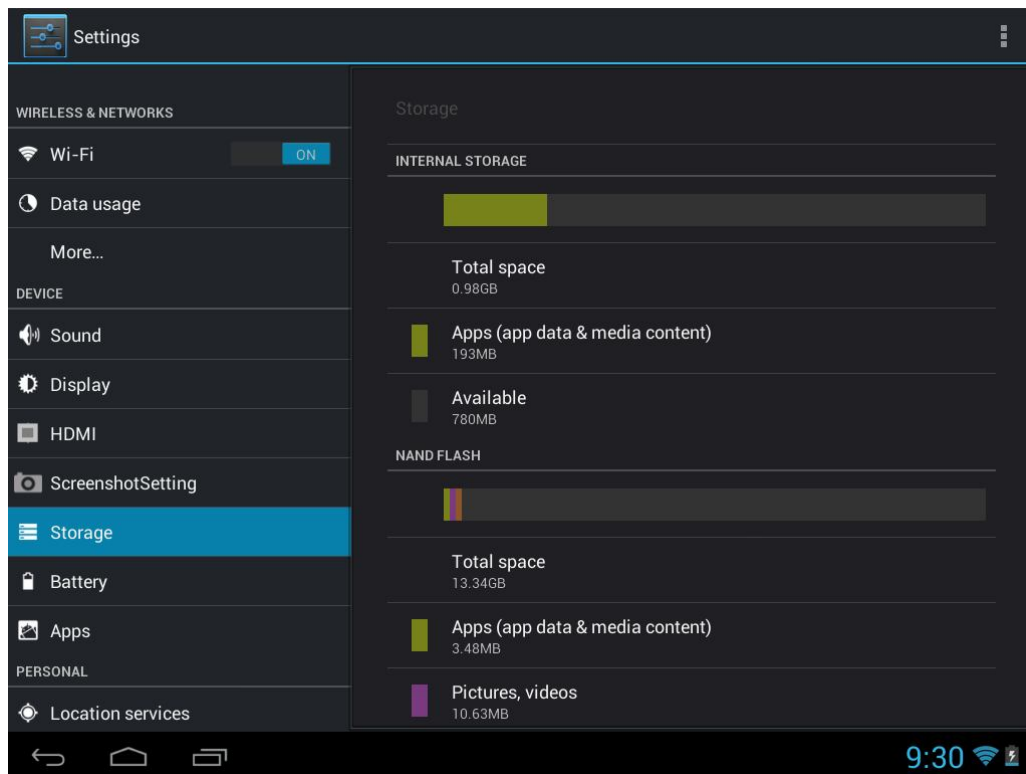 Settings
WIRELESS & NETWORKS
Wi-Fi
ON
Data usage
More...
DEVICE
Sound
Display
HDMI
ScreenshotSetting
Storage
Battery
Apps
PERSONAL
Location services
Storage
INTERNAL STORAGE
Total space
0.98GB
Apps (app data & media content)
193MB
Available
780MB
NAND FLASH
Total space
13.34GB
Apps (app data & media content)
3.48MB
Pictures, videos
10.63MB
9:30